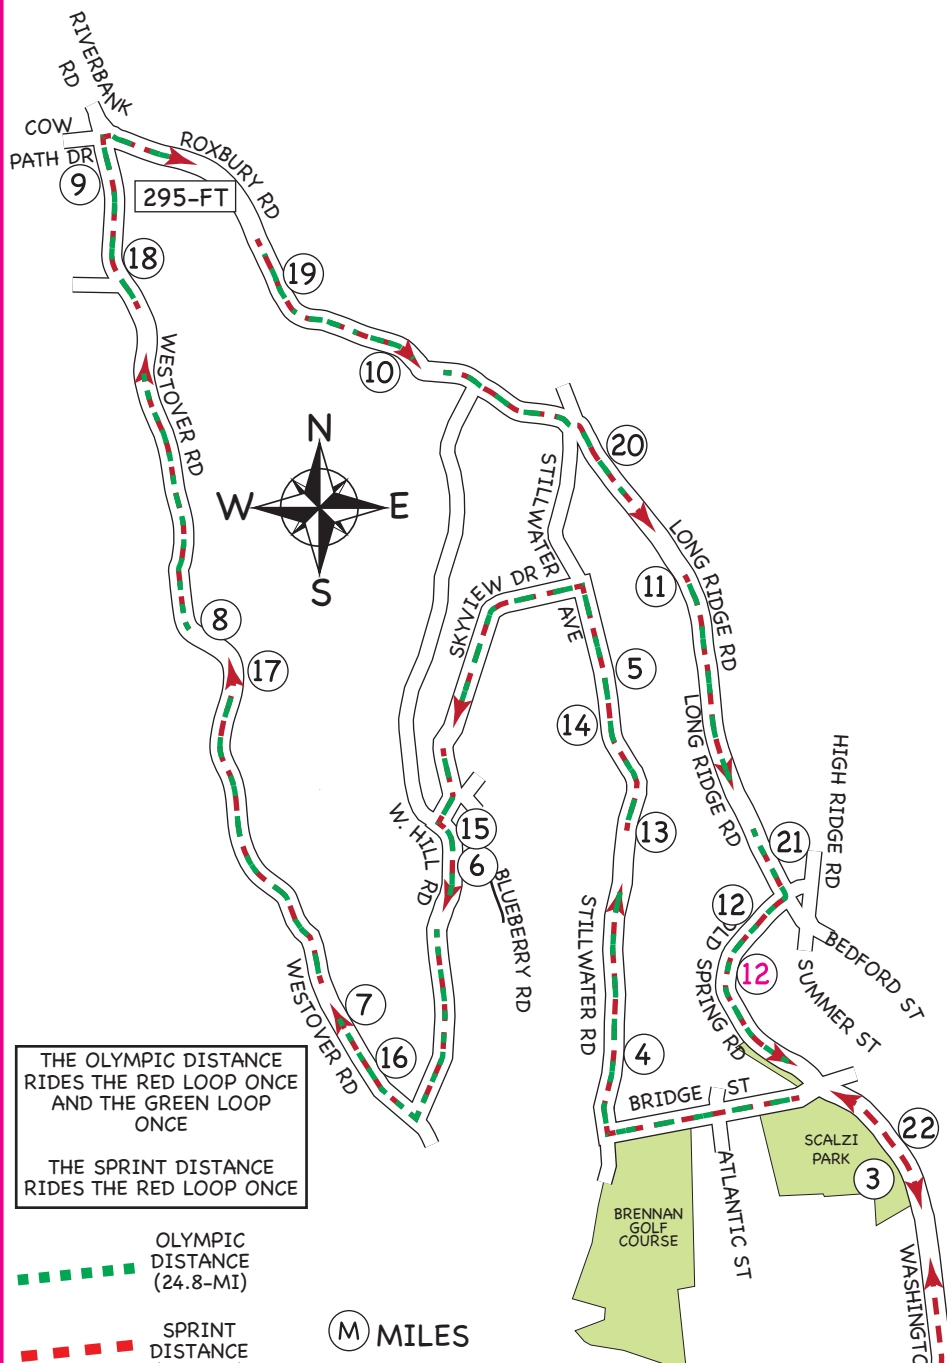 RIVERBANK
RD
COW
PATH DR
ROXBURY RD
9
295-FT
18
19
WESTOVER RD
10
N
W
E
S
20
STILLWATER
AVE
LONG RIDGE RD
SKYVIEW DR
11
8
17
5
14
LONG RIDGE RD
HIGH RIDGE RD
W. HILL RD
15
13
21
6
BLUEBERRY RD
12
OLD
SPRING RD
BEDFORD ST
STILLWATER RD
12
SUMMER ST
WESTOVER RD
7
16
4
THE OLYMPIC DISTANCE
RIDES THE RED LOOP ONCE
AND THE GREEN LOOP
ONCE
THE SPRINT DISTANCE
RIDES THE RED LOOP ONCE
BRIDGE ST
22
SCALZI
PARK
3
ATLANTIC ST
BRENNAN
GOLF
COURSE
OLYMPIC
DISTANCE
(24.8-MI)
WASHINGTO
SPRINT
DISTANCE
M MILES